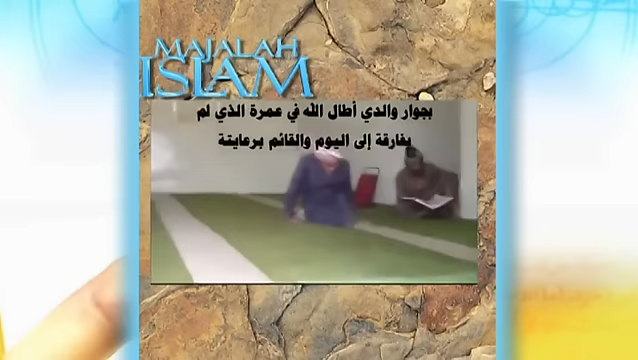 MAJALAH
ISLAM
بجوار والدي أطال الله في عمرة الذي لم
يفارقة إلى اليوم والقائم برعايتة